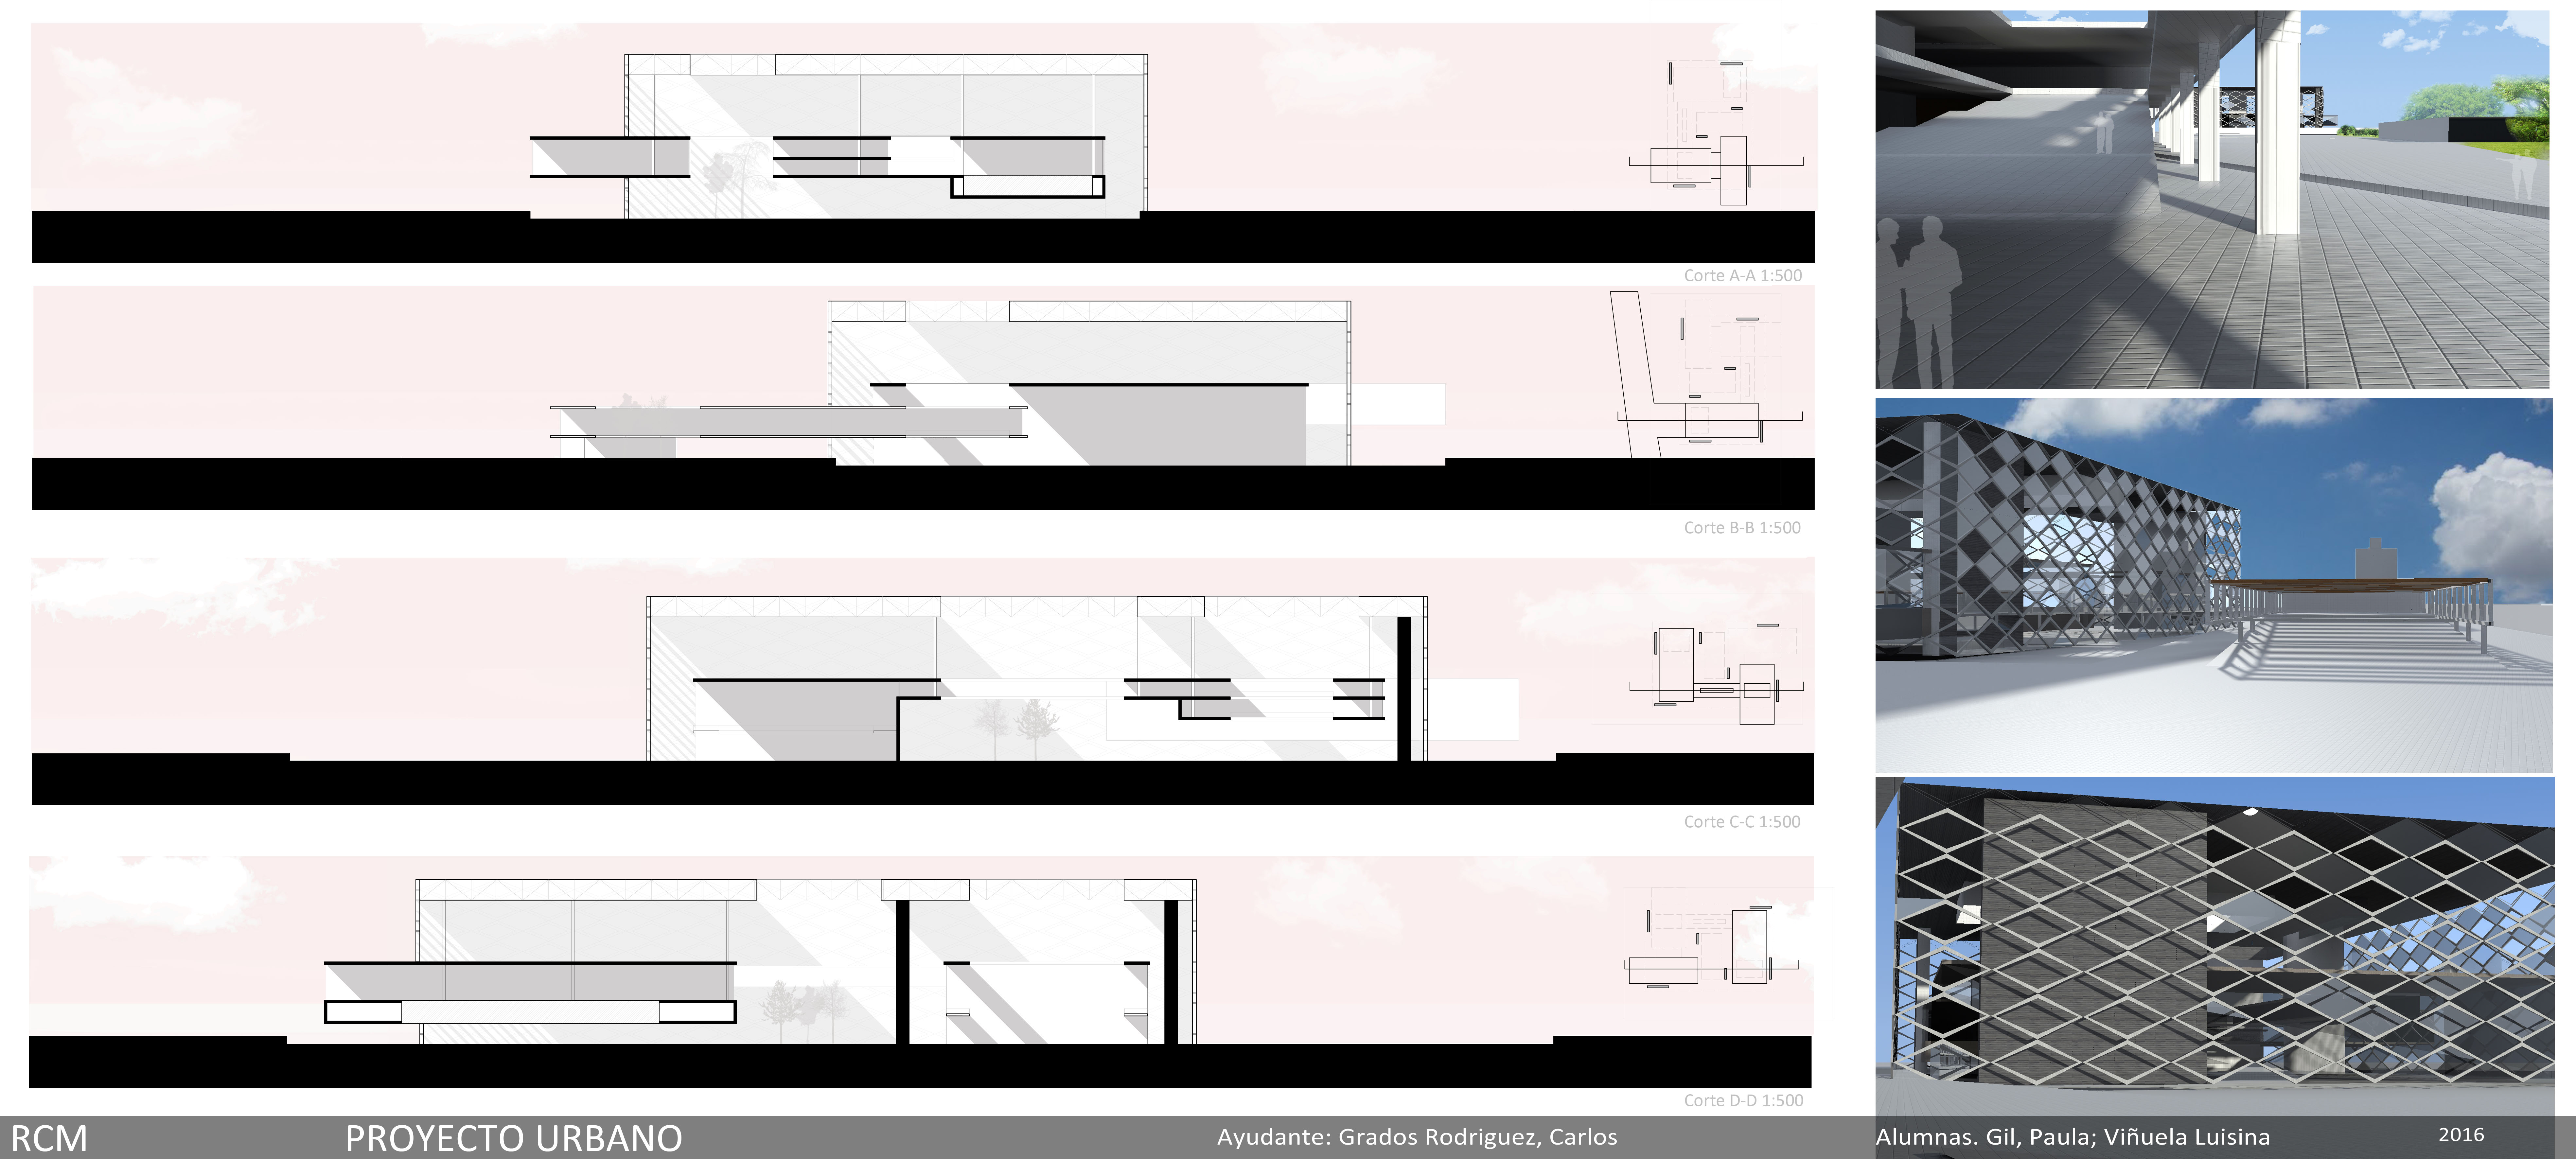 Corte A-A 1:500
Corte B-B 1:500
Corte C-C 1:500
Corte D-D 1:500
RCM PROYECTO URBANO Ayudante: Grados Rodriguez, Carlos Alumnas. Gil, Paula; Viñuela Luisina 2016